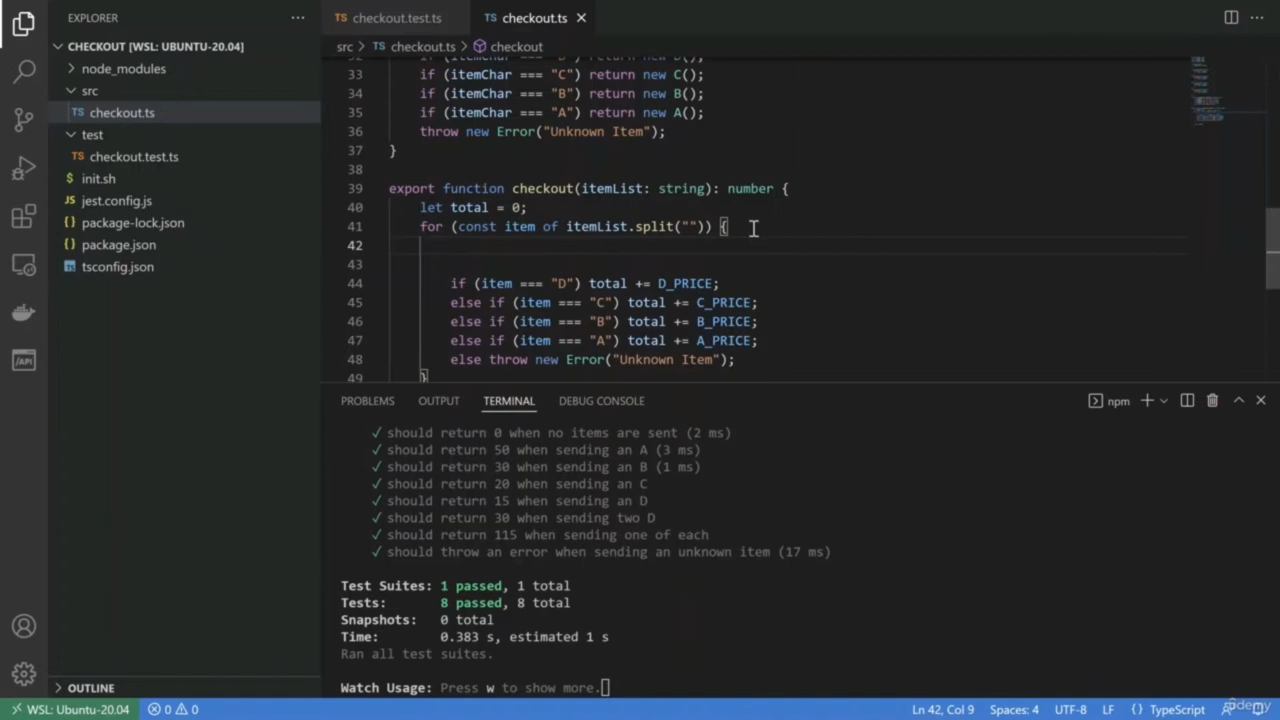 EXPLORER
CHECKOUT [WSL: UBUNTU-20.04]
node_modules
src
TS checkout.ts
test
TS checkout.test.ts
$ init.sh
JS jest.config.js
{} package-lock.json
{} package.json
TS tsconfig.json
OUTLINE
TS checkout.test.ts
TS checkout.ts
src > TS checkout.ts > checkout
33 if (itemChar === "C") return new C();
34 if (itemChar === "B") return new B();
35 if (itemChar === "A") return new A();
36 throw new Error("Unknown Item");
37 }
38
39 export function checkout(itemList: string): number {
40 let total = 0;
41 for (const item of itemList.split("")) {
42
43
44 if (item === "D") total += D_PRICE;
45 else if (item === "C") total += C_PRICE;
46 else if (item === "B") total += B_PRICE;
47 else if (item === "A") total += A_PRICE;
48 else throw new Error("Unknown Item");
49 }
PROBLEMS OUTPUT TERMINAL DEBUG CONSOLE npm
✓ should return 0 when no items are sent (2 ms)
✓ should return 50 when sending an A (3 ms)
✓ should return 30 when sending an B (1 ms)
✓ should return 20 when sending an C
✓ should return 15 when sending an D
✓ should return 30 when sending two D
✓ should return 115 when sending one of each
✓ should throw an error when sending an unknown item (17 ms)
Test Suites: 1 passed, 1 total
Tests: 8 passed, 8 total
Snapshots: 0 total
Time: 0.383 s, estimated 1 s
Ran all test suites.
Watch Usage: Press w to show more.
WSL: Ubuntu-20.04 0 0 Ln 42, Col 9 Spaces: 4 UTF-8 LF {} TypeScript
udemy